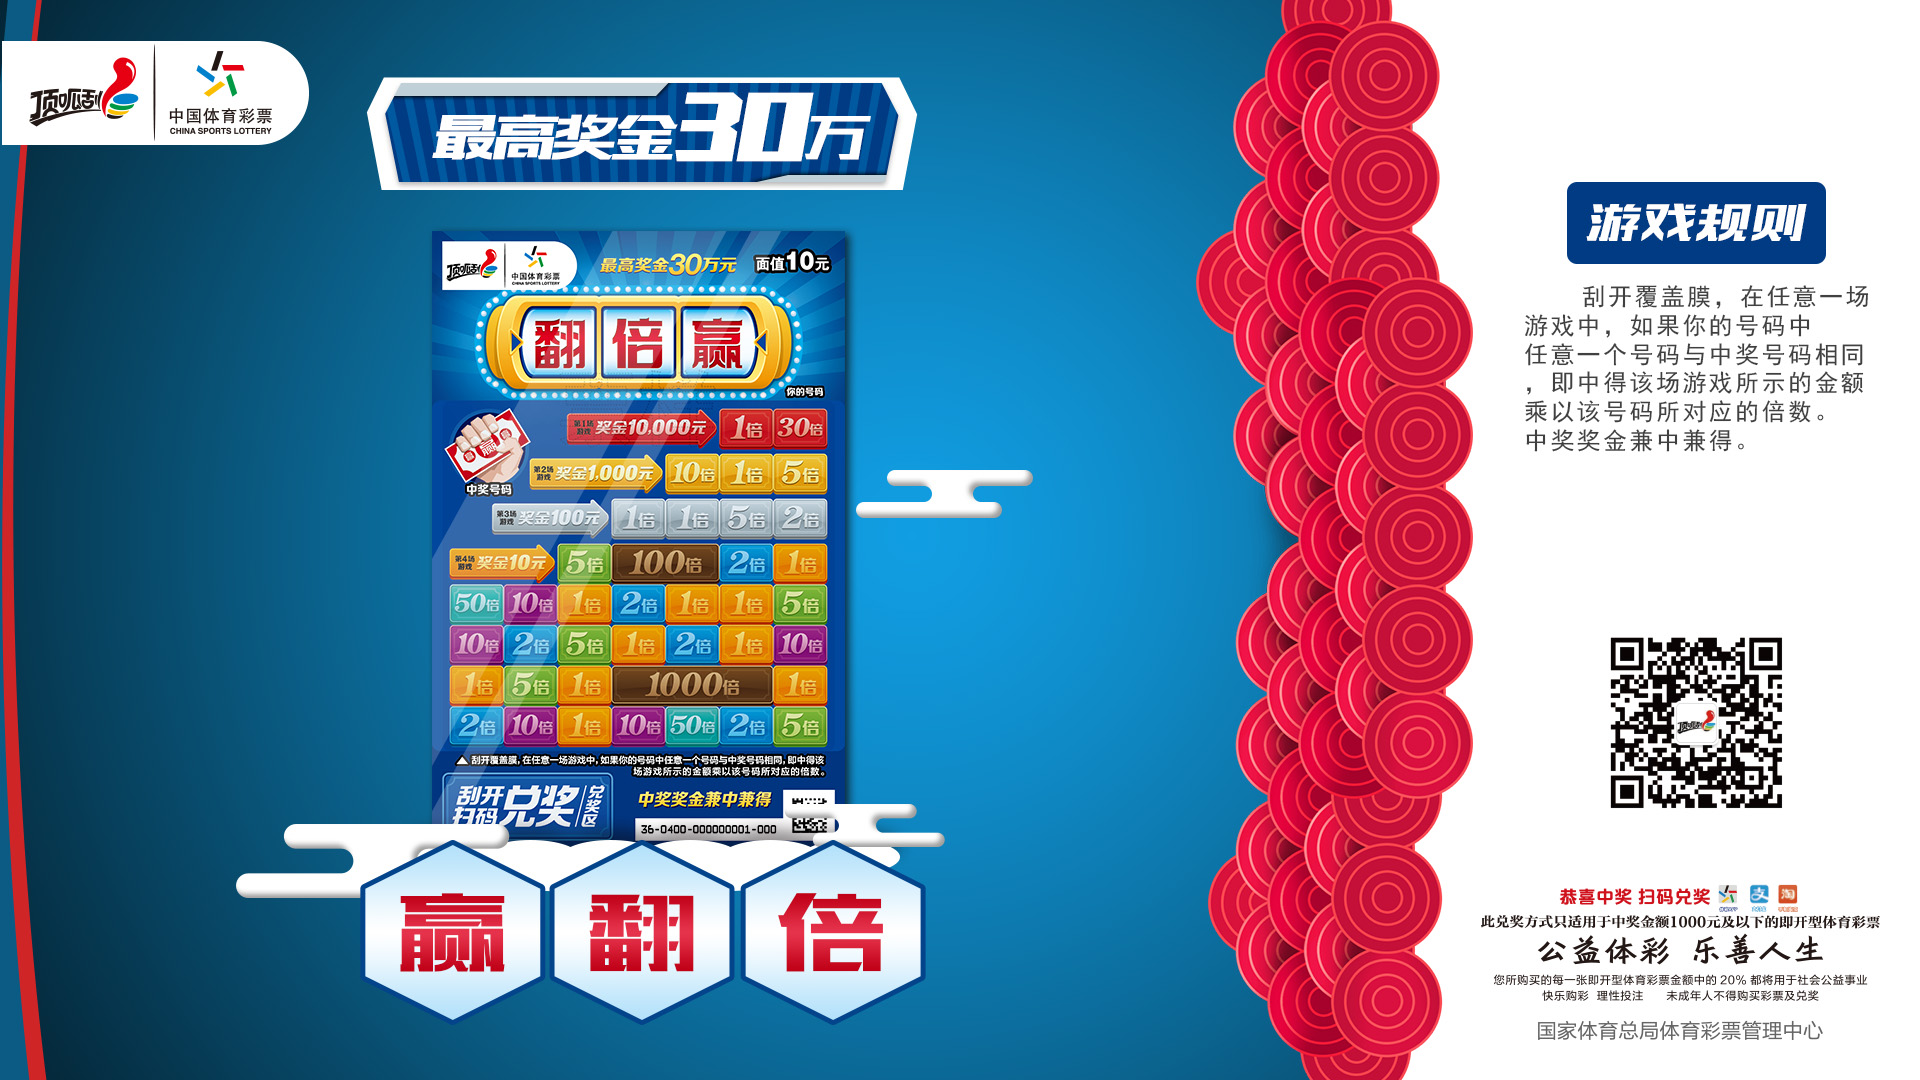 顶呱刮
中国体育彩票
CHINA SPORTS LOTTERY
最高奖金30万
顶呱刮
中国体育彩票
CHINA SPORTS LOTTERY
最高奖金30万元
面值10元
翻倍赢
你的号码
赢
中奖号码
第1场游戏 奖金10,000元 1倍 30倍
第2场游戏 奖金1,000元 10倍 1倍 5倍
第3场游戏 奖金100元 1倍 1倍 5倍 2倍
第4场游戏 奖金10元 5倍 100倍 2倍 1倍
50倍 10倍 1倍 2倍 1倍 1倍 5倍
10倍 2倍 5倍 1倍 2倍 1倍 10倍
1倍 5倍 1倍 1000倍 1倍
2倍 10倍 1倍 10倍 50倍 2倍 5倍
▲ 刮开覆盖膜,在任意一场游戏中,如果你的号码中任意一个号码与中奖号码相同,即中得该
场游戏所示的金额乘以该号码所对应的倍数。
刮开
扫码
兑奖
兑奖区
中奖奖金兼中兼得
36-0400-000000001-000
赢 翻 倍
游戏规则
刮开覆盖膜，在任意一场
游戏中，如果你的号码中
任意一个号码与中奖号码相同
，即中得该场游戏所示的金额
乘以该号码所对应的倍数。
中奖奖金兼中兼得。
顶呱刮
恭喜中奖 扫码兑奖 支 淘
此兑奖方式只适用于中奖金额1000元及以下的即开型体育彩票
公益体彩 乐善人生
您所购买的每一张即开型体育彩票金额中的 20% 都将用于社会公益事业
快乐购彩 理性投注 未成年人不得购买彩票及兑奖
国家体育总局体育彩票管理中心